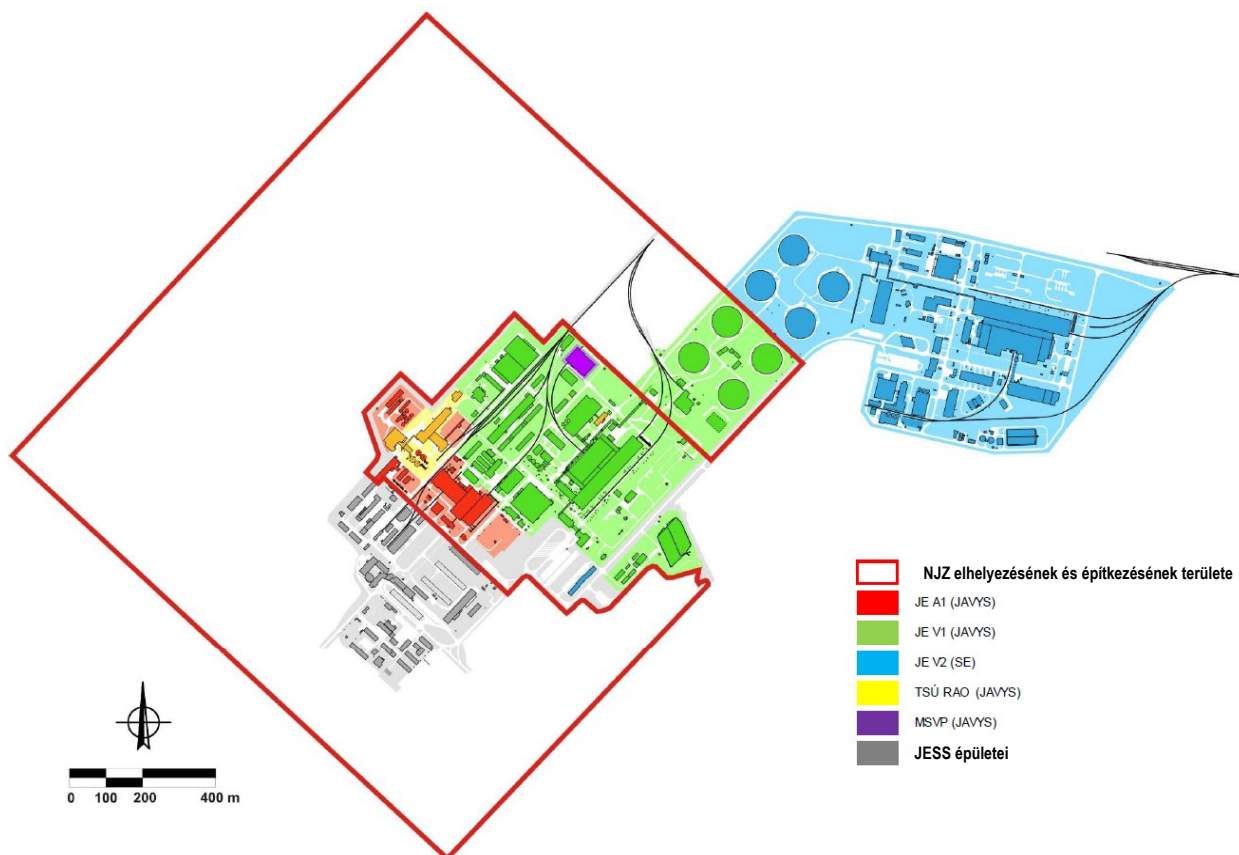 NJZ elhelyezésének és építkezésének területe
JE A1 (JAVYS)
JE V1 (JAVYS)
JE V2 (SE)
TSÚ RAO (JAVYS)
MSVP (JAVYS)
JESS épületei
0 100 200 400 m